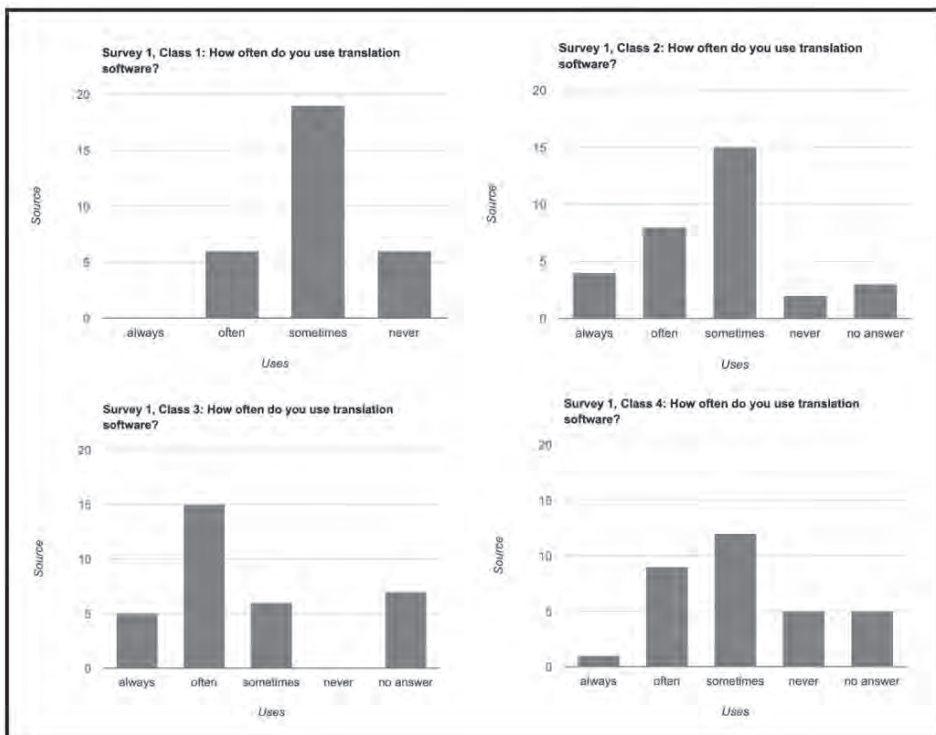 Survey 1, Class 1: How often do you use translation
software?
20
15
10
5
0
Source
always often sometimes never
Uses
Survey 1, Class 2: How often do you use translation
software?
20
15
10
5
0
Source
always often sometimes never no answer
Uses
Survey 1, Class 3: How often do you use translation
software?
20
15
10
5
0
Source
always often sometimes never no answer
Uses
Survey 1, Class 4: How often do you use translation
software?
20
15
10
5
0
Source
always often sometimes never no answer
Uses